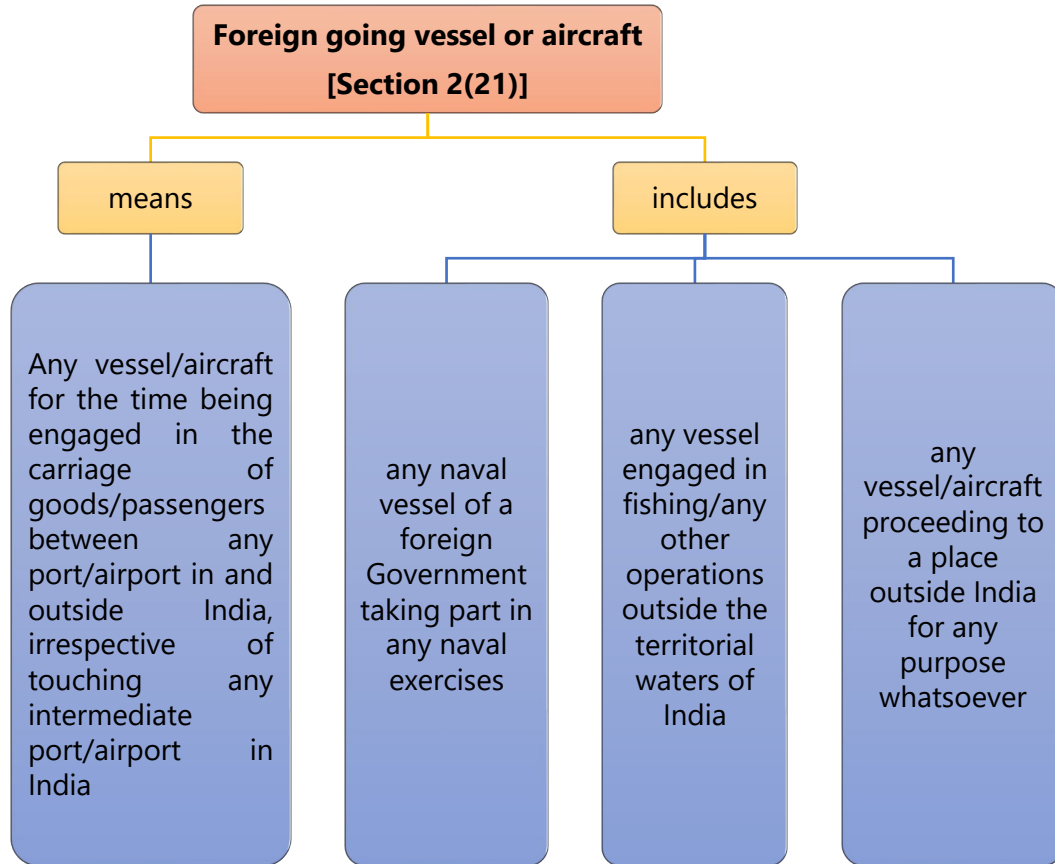 Foreign going vessel or aircraft
[Section 2(21)]
means
includes
Any vessel/aircraft
for the time being
engaged in the
carriage of
goods/passengers
between any
port/airport in and
outside India,
irrespective of
touching any
intermediate
port/airport in
India
any naval
vessel of a
foreign
Government
taking part in
any naval
exercises
any vessel
engaged in
fishing/any
other
operations
outside the
territorial
waters of
India
any
vessel/aircraft
proceeding to
a place
outside India
for any
purpose
whatsoever